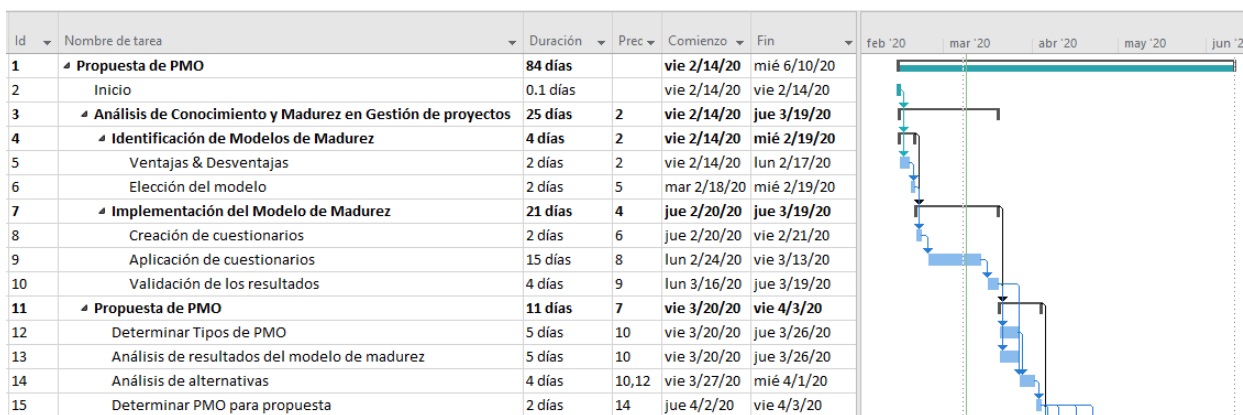 Id Nombre de tarea Duración Prec Comienzo Fin feb '20 mar '20 abr '20 may '20 jun '2
1 Propuesta de PMO 84 días vie 2/14/20 mié 6/10/20
2 Inicio 0.1 días vie 2/14/20 vie 2/14/20
3 Análisis de Conocimiento y Madurez en Gestión de proyectos 25 días 2 vie 2/14/20 jue 3/19/20
4 Identificación de Modelos de Madurez 4 días 2 vie 2/14/20 mié 2/19/20
5 Ventajas & Desventajas 2 días 2 vie 2/14/20 lun 2/17/20
6 Elección del modelo 2 días 5 mar 2/18/20 mié 2/19/20
7 Implementación del Modelo de Madurez 21 días 4 jue 2/20/20 jue 3/19/20
8 Creación de cuestionarios 2 días 6 jue 2/20/20 vie 2/21/20
9 Aplicación de cuestionarios 15 días 8 lun 2/24/20 vie 3/13/20
10 Validación de los resultados 4 días 9 lun 3/16/20 jue 3/19/20
11 Propuesta de PMO 11 días 7 vie 3/20/20 vie 4/3/20
12 Determinar Tipos de PMO 5 días 10 vie 3/20/20 jue 3/26/20
13 Análisis de resultados del modelo de madurez 5 días 10 vie 3/20/20 jue 3/26/20
14 Análisis de alternativas 4 días 10,12 vie 3/27/20 mié 4/1/20
15 Determinar PMO para propuesta 2 días 14 jue 4/2/20 vie 4/3/20